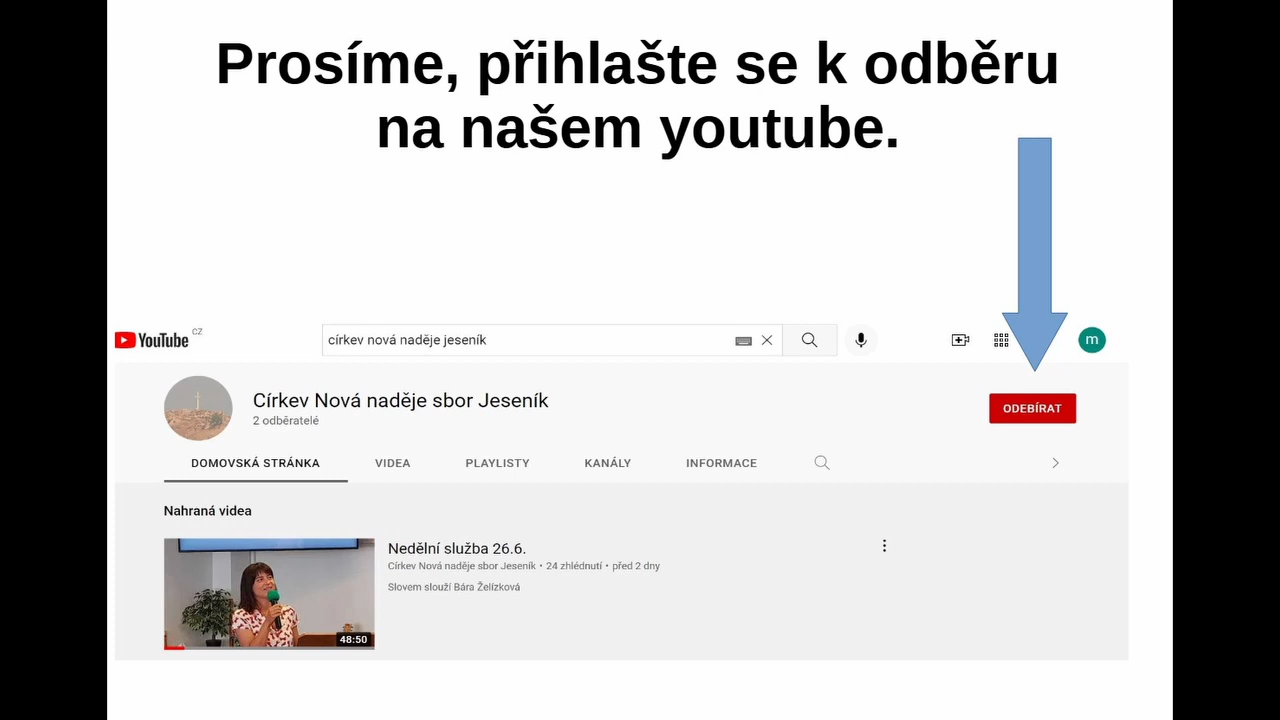 Prosíme, přihlašte se k odběru
na našem youtube.
YouTube CZ
církev nová naděje jeseník
m
Církev Nová naděje sbor Jeseník
2 odběratelé
ODEBÍRAT
DOMOVSKÁ STRÁNKA VIDEA PLAYLISTY KANÁLY INFORMACE
Nahraná videa
Nedělní služba 26.6.
Církev Nová naděje sbor Jeseník • 24 zhlédnutí • před 2 dny
Slovem slouží Bára Želízková
48:50